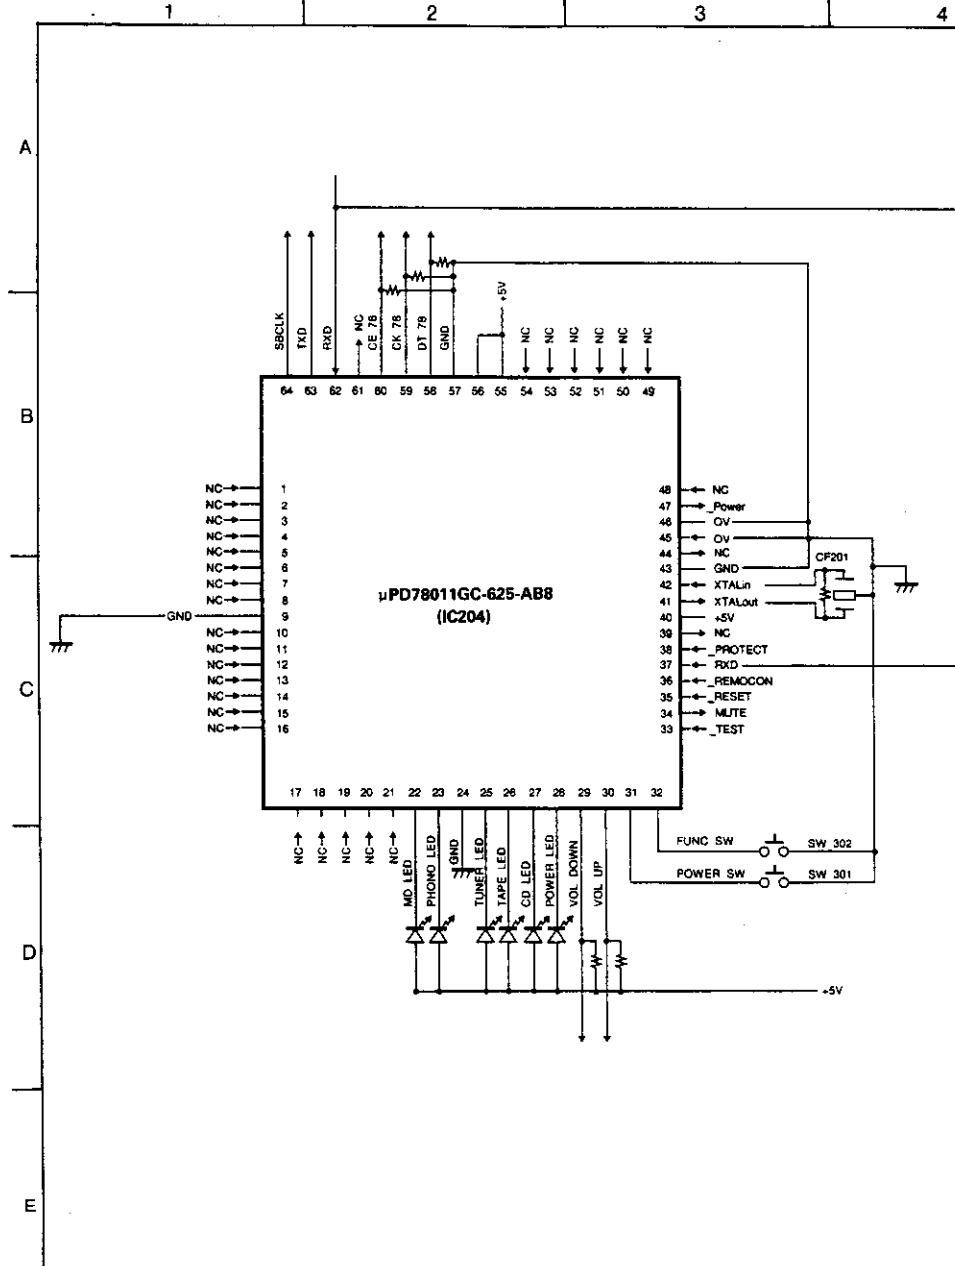 1 2 3 4
A
SBCLK
TXD
RXD
NC
CE 78
CK 78
DT 78
GND
+5V
NC
NC
NC
NC
NC
NC
64 63 62 61 60 59 58 57 56 55 54 53 52 51 50 49
B
NC 1
NC 2
NC 3
NC 4
NC 5
NC 6
NC 7
NC 8
GND 9
NC 10
NC 11
NC 12
NC 13
NC 14
NC 15
NC 16
μPD78011GC-625-AB8
(IC204)
48 NC
47 _Power
46 OV
45 OV
44 NC
43 GND
42 XTALin
41 XTALout
40 +5V
39 NC
38 _PROTECT
37 RXD
36 _REMOCON
35 _RESET
34 MUTE
33 _TEST
CF201
C
17 18 19 20 21 22 23 24 25 26 27 28 29 30 31 32
NC
NC
NC
NC
NC
MD LED
PHONO LED
GND
TUNER LED
TAPE LED
CD LED
POWER LED
VOL DOWN
VOL UP
FUNC SW SW 302
POWER SW SW 301
D
+5V
E